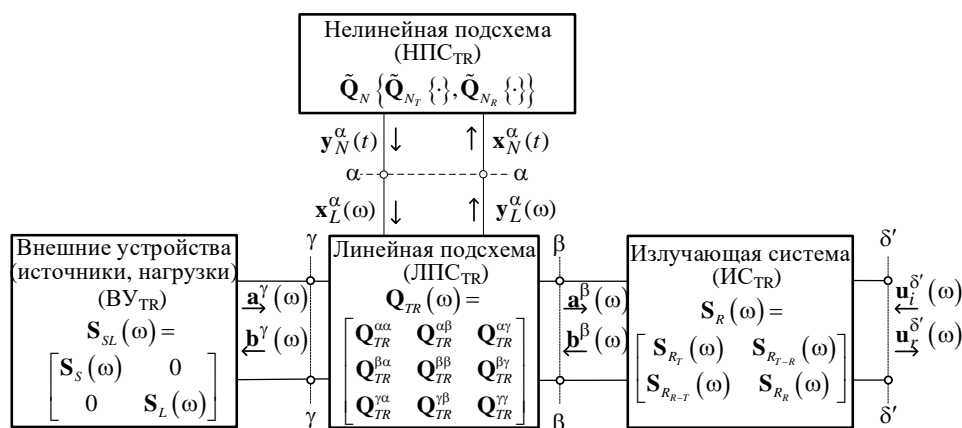 Нелинейная подсхема
(НПС_TR)
Q̃_N {Q̃_{N_T} {·}, Q̃_{N_R} {·}}
y_N^α(t) ↓ ↑ x_N^α(t)
α α
x_L^α(ω) ↓ ↑ y_L^α(ω)
Внешние устройства
(источники, нагрузки)
(ВУ_TR)
S_SL(ω) =
[S_S(ω) 0
0 S_L(ω)]
γ
a^γ(ω) →
b^γ(ω) ←
γ
Линейная подсхема
(ЛПС_TR)
Q_TR(ω) =
[Q_TR^αα Q_TR^αβ Q_TR^αγ
Q_TR^βα Q_TR^ββ Q_TR^βγ
Q_TR^γα Q_TR^γβ Q_TR^γγ]
β
a^β(ω) →
b^β(ω) ←
β
Излучающая система
(ИС_TR)
S_R(ω) =
[S_{R_T}(ω) S_{R_{T-R}}(ω)
S_{R_{R-T}}(ω) S_{R_R}(ω)]
δ′
u_i^δ′(ω) ←
u_r^δ′(ω) →
δ′